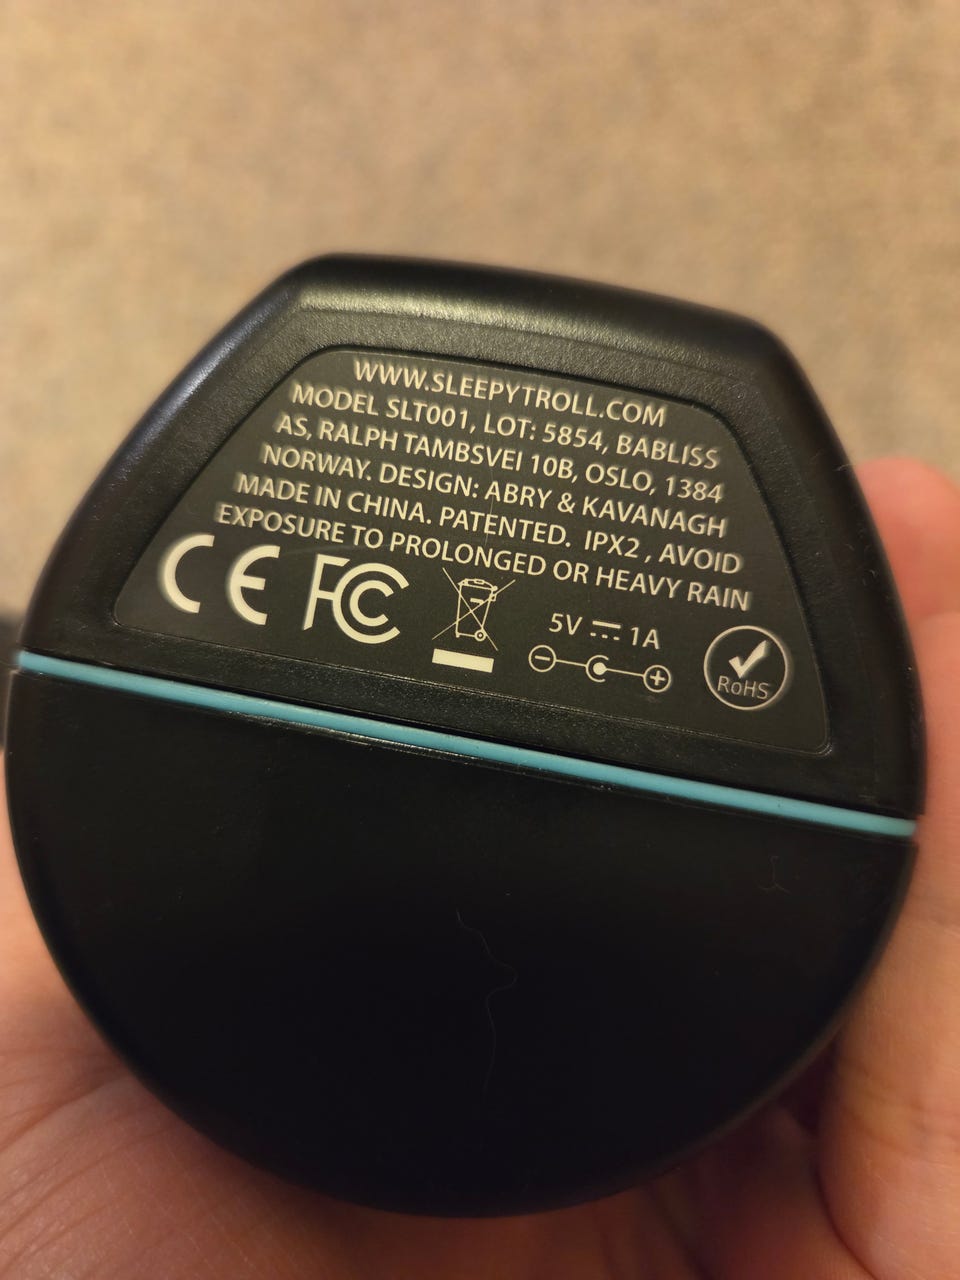 WWW.SLEEPYTROLL.COM
MODEL SLT001, LOT: 5854, BABLISS
AS, RALPH TAMBSVEI 10B, OSLO, 1384
NORWAY. DESIGN: ABRY & KAVANAGH
MADE IN CHINA. PATENTED. IPX2 , AVOID
EXPOSURE TO PROLONGED OR HEAVY RAIN
CE FCC
5V ⎓ 1A
RoHS